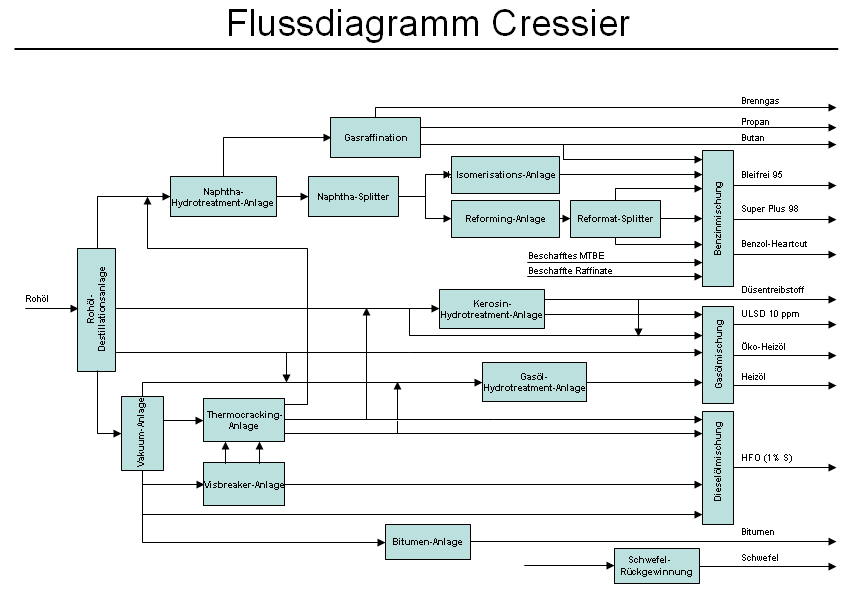 Flussdiagramm Cressier
Brenngas
Propan
Butan
Gasraffination
Isomerisations-Anlage
Bleifrei 95
Naphtha-
Hydrotreatment-Anlage
Naphtha-Splitter
Reforming-Anlage
Reformat-Splitter
Benzinmischung
Super Plus 98
Benzol-Heartcut
Beschafftes MTBE
Beschaffte Raffinate
Rohöl
Rohöl-
Destillationsanlage
Kerosin-
Hydrotreatment-Anlage
Düsentreibstoff
ULSD 10 ppm
Gasölmischung
Öko-Heizöl
Heizöl
Gasöl-
Hydrotreatment-Anlage
Vakuum-Anlage
Thermocracking-
Anlage
Visbreaker-Anlage
Dieselölmischung
HFO (1% S)
Bitumen-Anlage
Bitumen
Schwefel-
Rückgewinnung
Schwefel